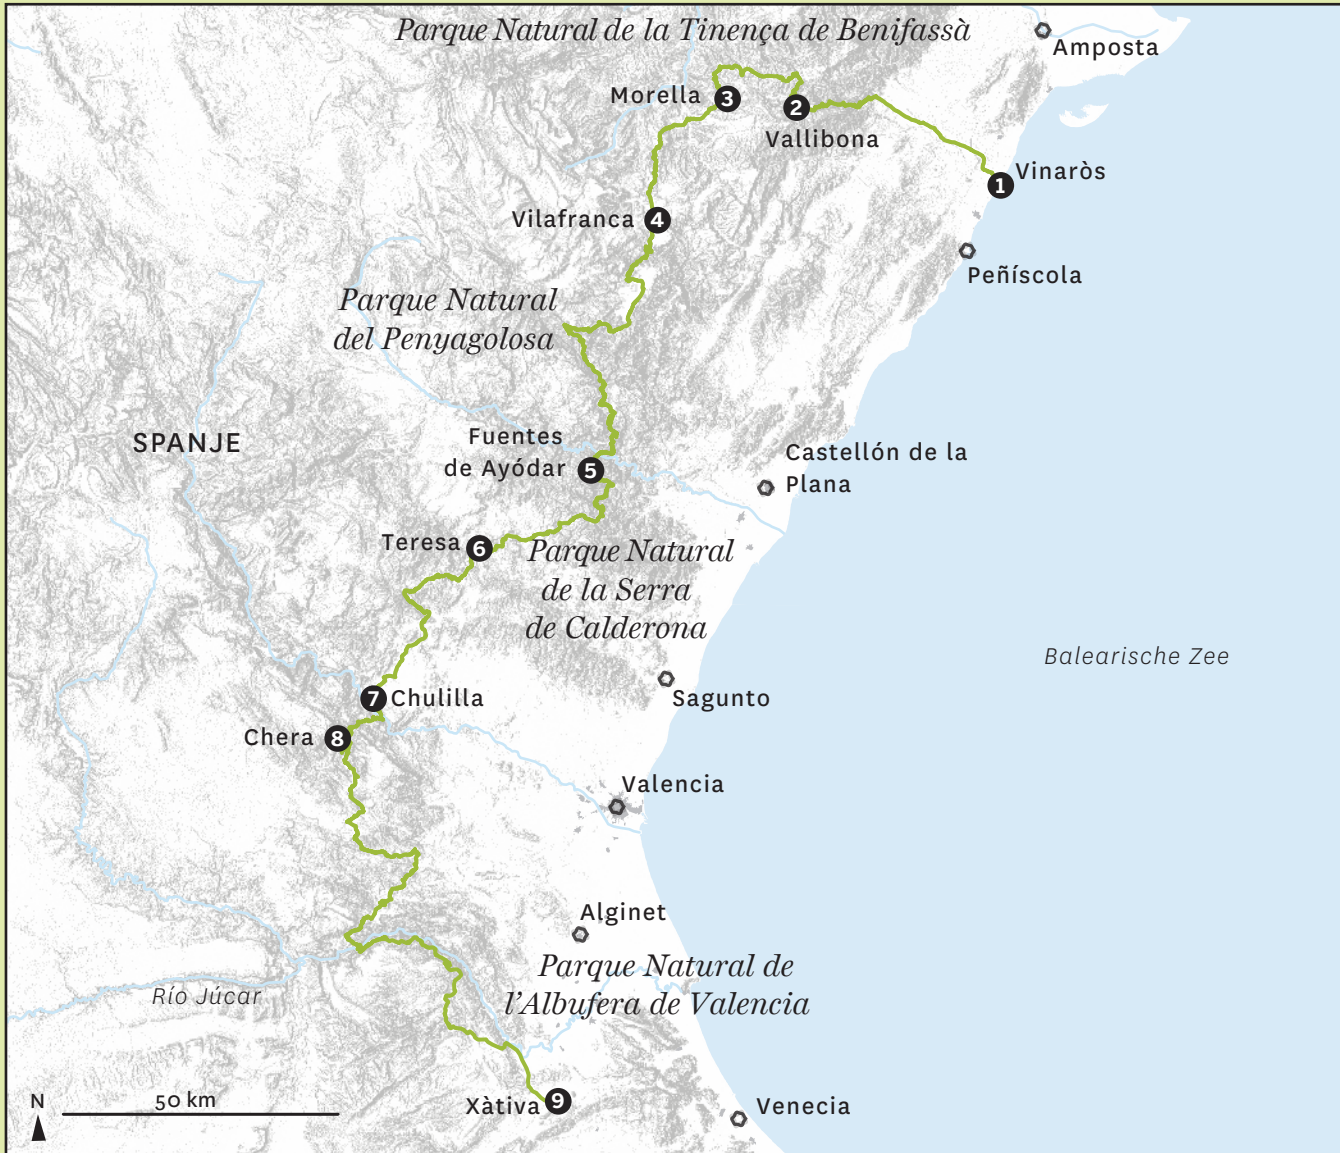 Parque Natural de la Tinença de Benifassà
Amposta
Morella
3
2
Vallibona
Vinaròs
1
Vilafranca
4
Peñíscola
Parque Natural
del Penyagolosa
SPANJE
Fuentes
de Ayódar
5
Castellón de la
Plana
Teresa
6
Parque Natural
de la Serra
de Calderona
Balearische Zee
7
Chulilla
Sagunto
Chera
8
Valencia
Alginet
Parque Natural de
l'Albufera de Valencia
Río Júcar
N
50 km
Xàtiva
9
Venecia